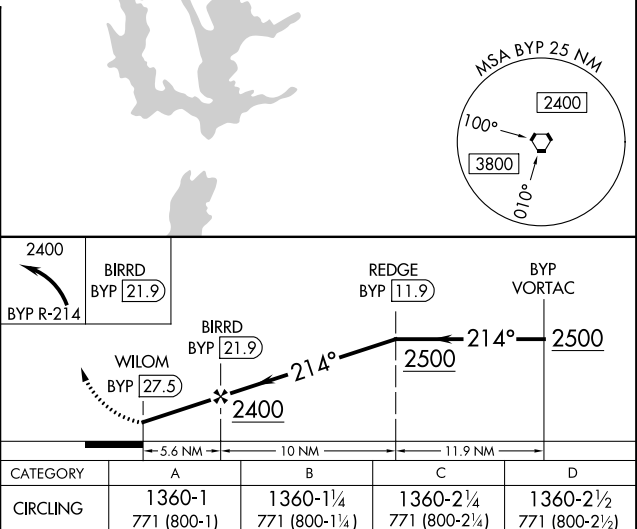 MSA BYP 25 NM
2400
100°
3800
010°
2400
BYP R-214
BIRRD
BYP 21.9
REDGE
BYP 11.9
BYP
VORTAC
BIRRD
BYP 21.9
WILOM
BYP 27.5
214°
214°
2500
2500
2400
5.6 NM
10 NM
11.9 NM
CATEGORY A B C D
CIRCLING
1360-1 1360-1¼ 1360-2¼ 1360-2½
771 (800-1) 771 (800-1¼) 771 (800-2¼) 771 (800-2½)